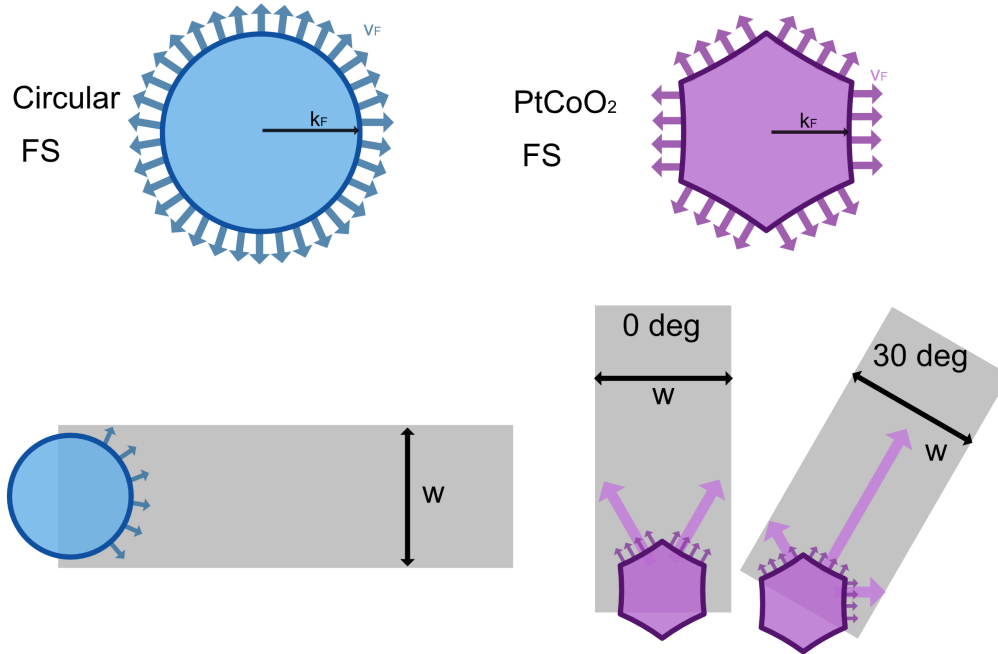 Circular
FS
vF
kF
PtCoO₂
FS
vF
kF
w
0 deg
w
30 deg
w